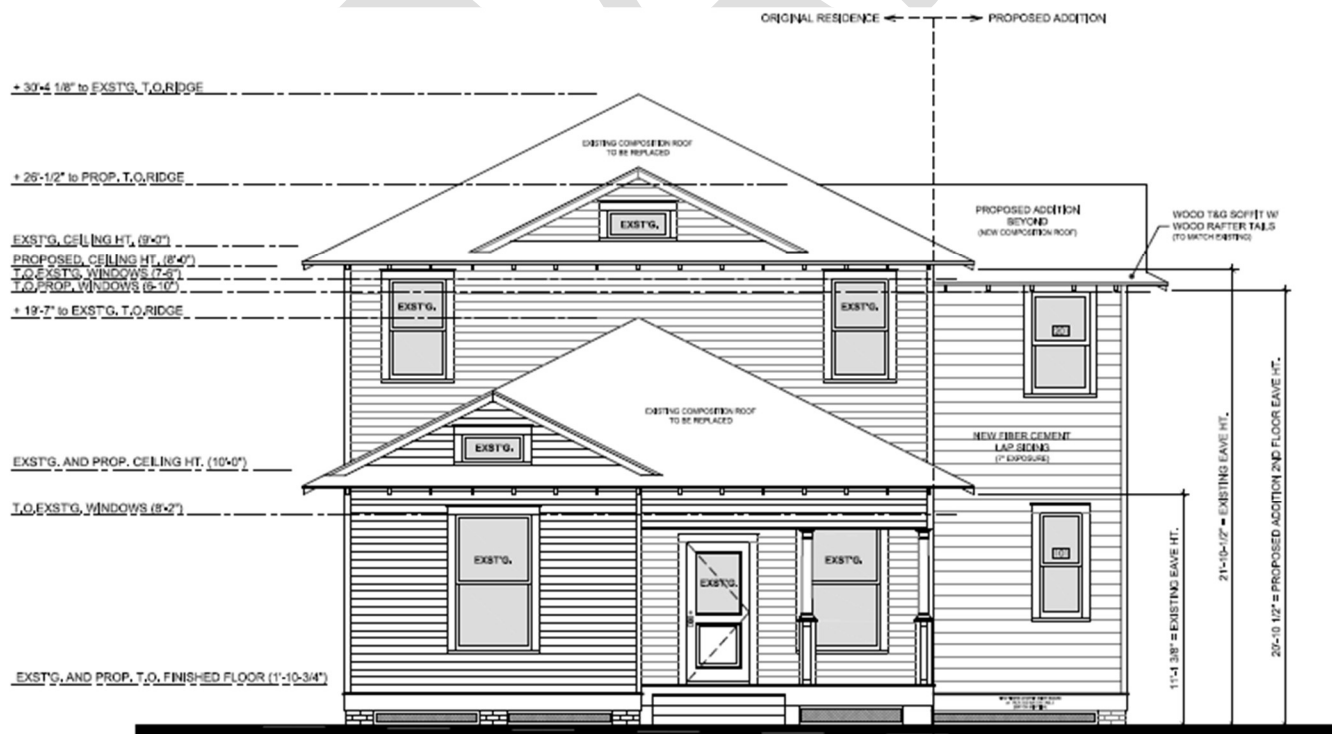 ORIGINAL RESIDENCE
PROPOSED ADDITION
+ 30'-4 1/8" to EXST'G. T.O.RIDGE
EXISTING COMPOSITION ROOF
TO BE REPLACED
+ 26'-1/2" to PROP. T.O.RIDGE
PROPOSED ADDITION
BEYOND
(NEW COMPOSITION ROOF)
WOOD T&G SOFFIT W/
WOOD RAFTER TAILS
(TO MATCH EXISTING)
EXST'G.
EXST'G. CEILING HT. (9'-0")
PROPOSED. CEILING HT. (8'-0")
T.O.EXST'G. WINDOWS (7'-6")
T.O.PROP. WINDOWS (6'-10")
+ 19'-7" to EXST'G. T.O.RIDGE
EXST'G.
EXST'G.
EXISTING COMPOSITION ROOF
TO BE REPLACED
EXST'G.
NEW FIBER CEMENT
LAP SIDING
(7" EXPOSURE)
EXST'G. AND PROP. CEILING HT. (10'-0")
T.O.EXST'G. WINDOWS (8'-2")
EXST'G.
EXST'G.
EXST'G.
EXST'G. AND PROP. T.O. FINISHED FLOOR (1'-10-3/4")
11'-1 3/8" = EXISTING EAVE HT.
21'-10-1/2" = EXISTING EAVE HT.
20'-10 1/2" = PROPOSED ADDITION 2ND FLOOR EAVE HT.